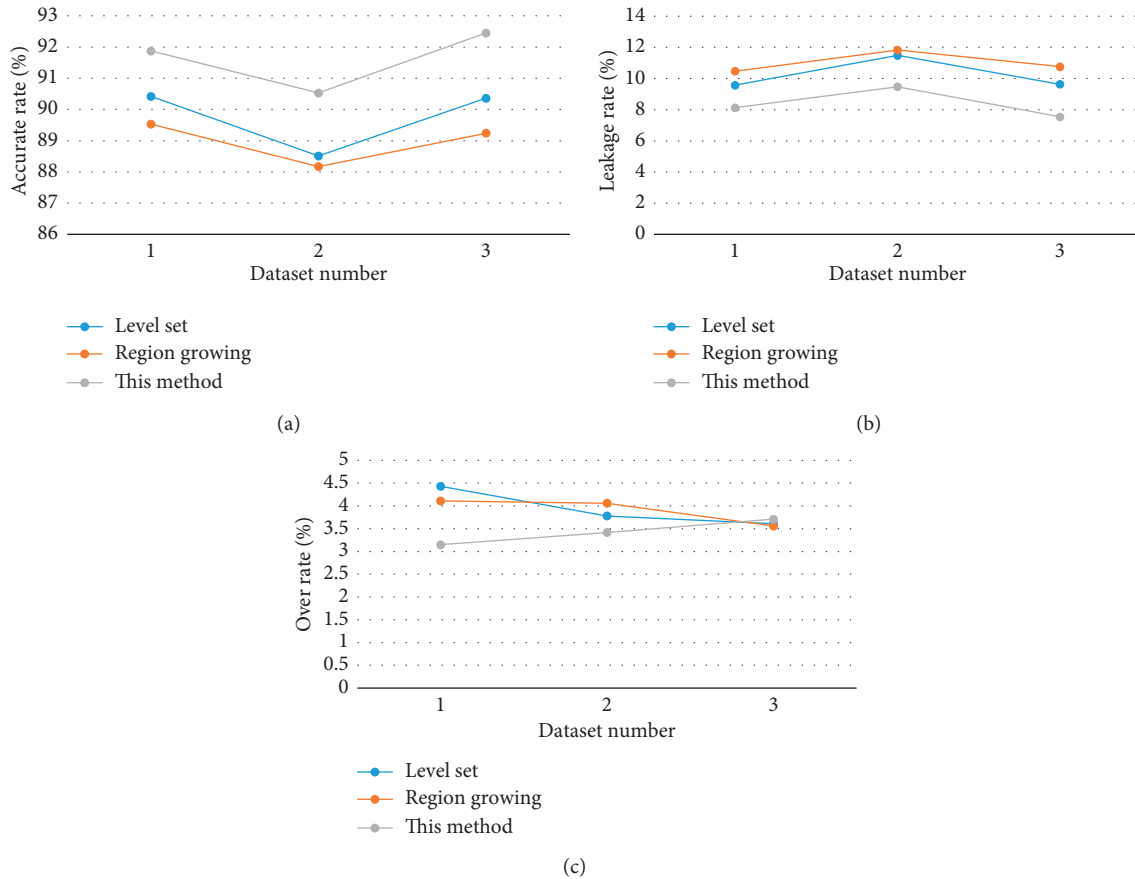 Accurate rate (%)
93
92
91
90
89
88
87
86
1 2 3
Dataset number
Level set
Region growing
This method
(a)
Leakage rate (%)
14
12
10
8
6
4
2
0
1 2 3
Dataset number
Level set
Region growing
This method
(b)
Over rate (%)
5
4.5
4
3.5
3
2.5
2
1.5
1
0.5
0
1 2 3
Dataset number
Level set
Region growing
This method
(c)